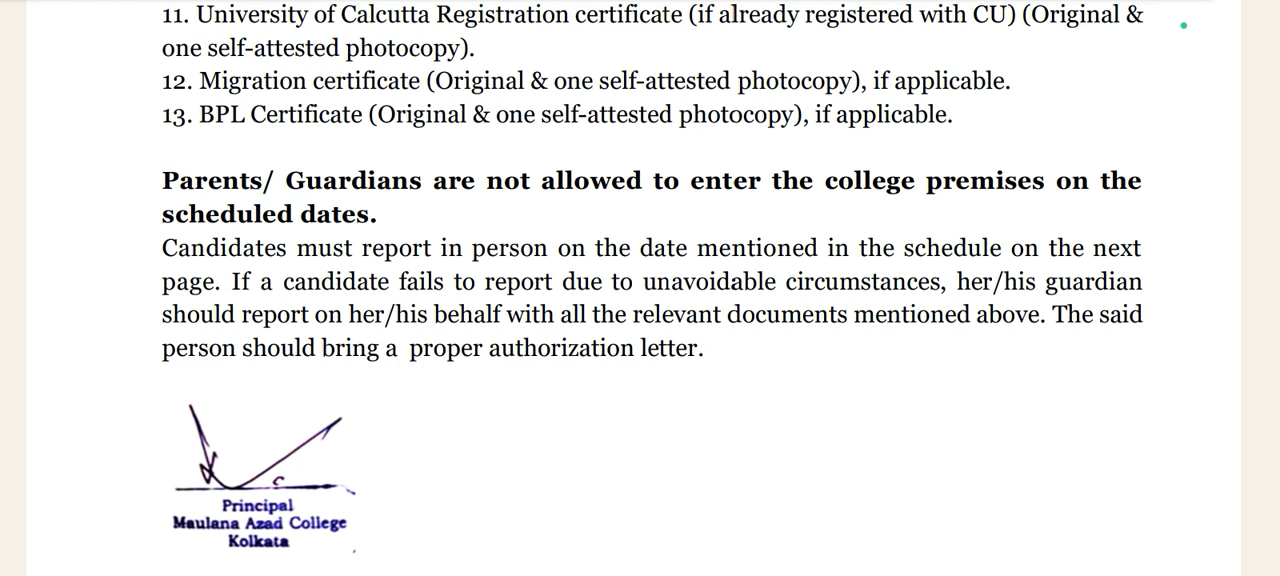 11. University of Calcutta Registration certificate (if already registered with CU) (Original &
one self-attested photocopy).
12. Migration certificate (Original & one self-attested photocopy), if applicable.
13. BPL Certificate (Original & one self-attested photocopy), if applicable.
Parents/ Guardians are not allowed to enter the college premises on the
scheduled dates.
Candidates must report in person on the date mentioned in the schedule on the next
page. If a candidate fails to report due to unavoidable circumstances, her/his guardian
should report on her/his behalf with all the relevant documents mentioned above. The said
person should bring a  proper authorization letter.
Principal
Maulana Azad College
Kolkata